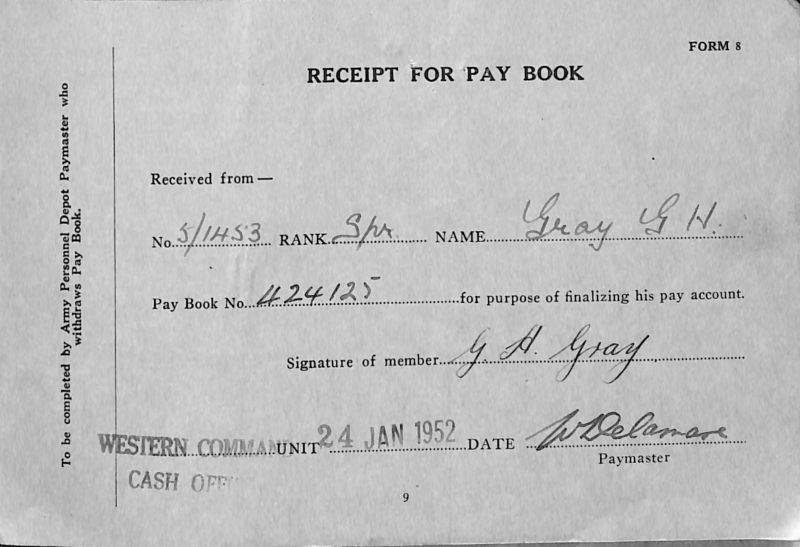 FORM 8
RECEIPT FOR PAY BOOK
To be completed by Army Personnel Depot Paymaster who
withdraws Pay Book.
Received from —
No. 5/1453 RANK Spr NAME Gray G H.
Pay Book No. 424125 for purpose of finalizing his pay account.
Signature of member G H. Gray
WESTERN COMMAND UNIT 24 JAN 1952 DATE W Delamare
CASH OFF
Paymaster
9